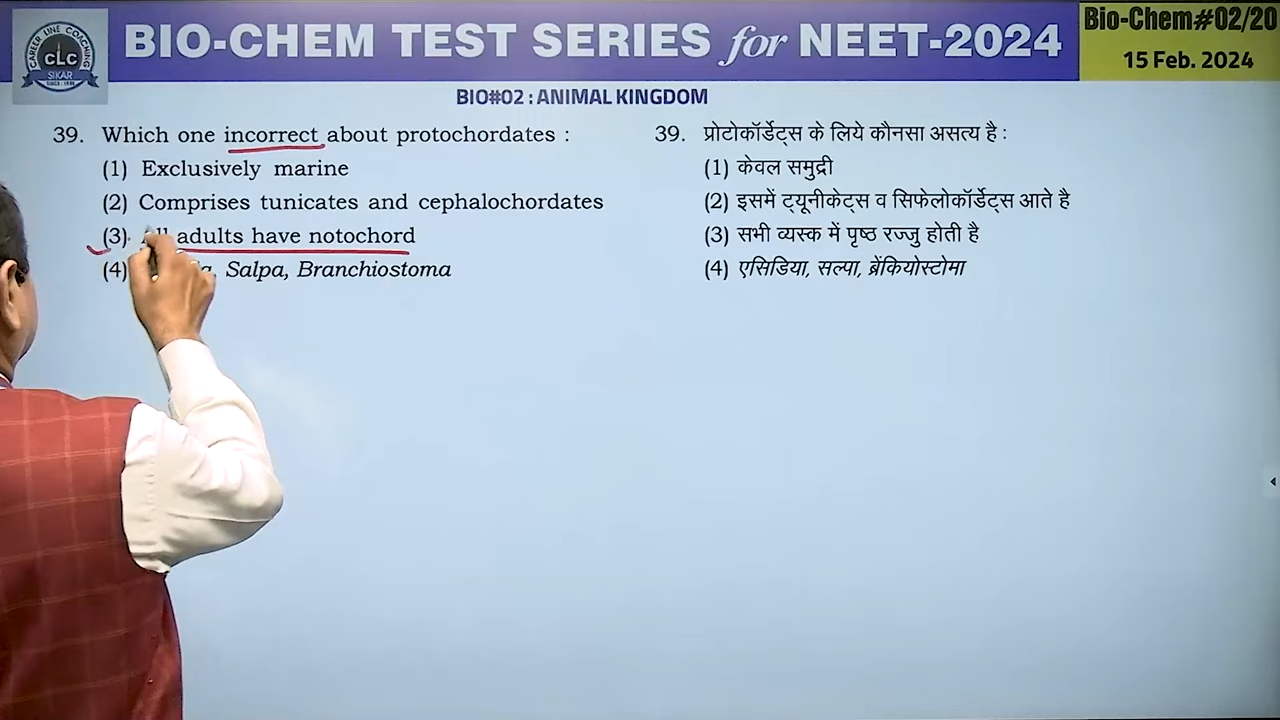 CAREER LINE COACHING
CLC
SIKAR
BIO-CHEM TEST SERIES for NEET-2024
Bio-Chem#02/20
15 Feb. 2024
BIO#02 : ANIMAL KINGDOM
39. Which one incorrect about protochordates :
(1) Exclusively marine
(2) Comprises tunicates and cephalochordates
(3) All adults have notochord
(4) Salpa, Branchiostoma
39. प्रोटोकॉर्डेट्स के लिये कौनसा असत्य है :
(1) केवल समुद्री
(2) इसमें ट्यूनीकेट्स व सिफेलोकॉर्डेट्स आते है
(3) सभी व्यस्क में पृष्ठ रज्जु होती है
(4) एसिडिया, सल्पा, ब्रेंकियोस्टोमा